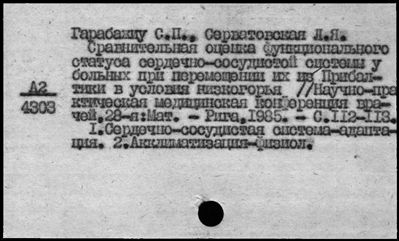 Гарабажиу С.П., Серватовская Л.Я.
Сравнительная оценка функционального
статуса сердечно-сосудистой системы у
больных при перемещении их из Прибал-
тики в условия низкогорья //Научно-пра
ктическая медицинская конференция вра-
чей,28-я:Мат. - Рига,1985. - С.112-113.
1.Сердечно-сосудистая система-адапта-
ция. 2.Акклиматизация-физиол.
А2
4303